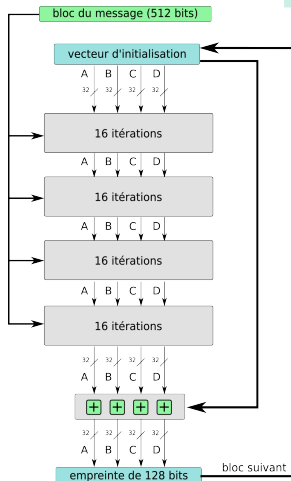 bloc du message (512 bits)
vecteur d'initialisation
A B C D
32 32 32 32
16 itérations
A B C D
16 itérations
A B C D
16 itérations
A B C D
16 itérations
32 32 32 32
A B C D
+ + + +
32 32 32 32
A B C D
bloc suivant
empreinte de 128 bits